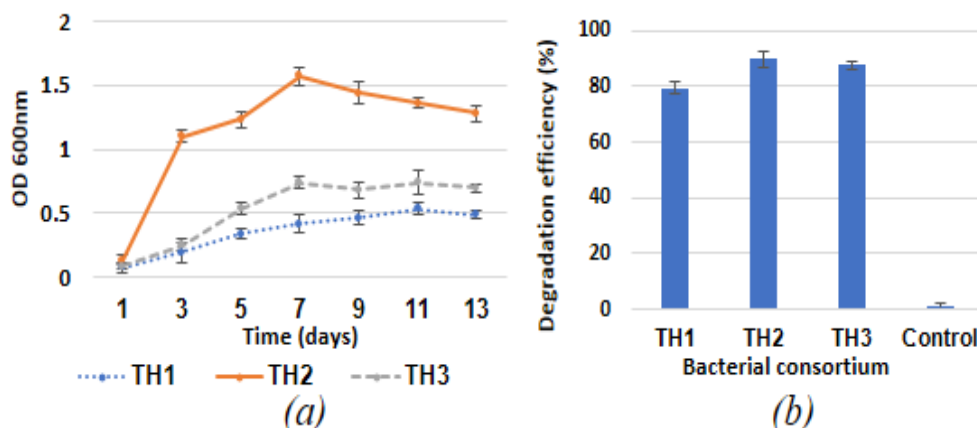 2
1.5
1
0.5
0
OD 600nm
1 3 5 7 9 11 13
Time (days)
TH1 TH2 TH3
(a)
100
80
60
40
20
0
Degradation efficiency (%)
TH1 TH2 TH3 Control
Bacterial consortium
(b)